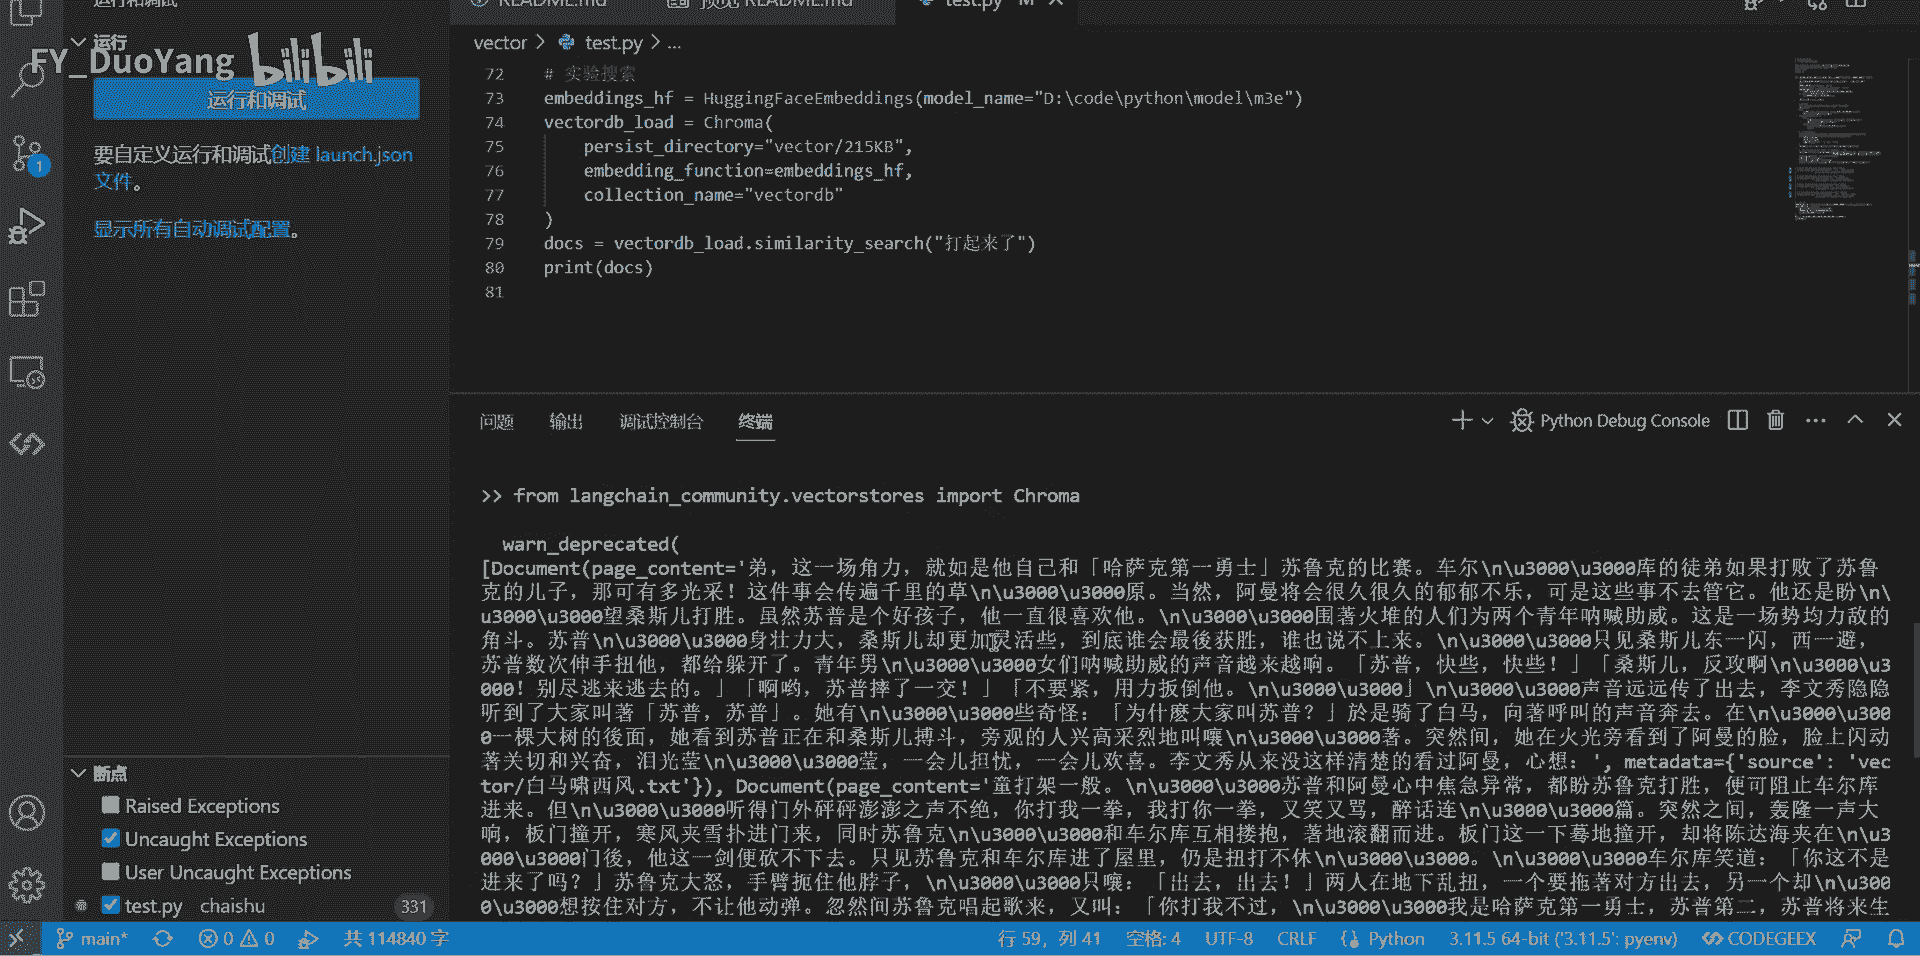 运行和调试
README.md
预览 README.md
test.py M
运行
FY_DuoYang bilibili
运行和调试
要自定义运行和调试创建 launch.json
文件。
显示所有自动调试配置。
1
vector > test.py > ...
72 # 实验搜索
73 embeddings_hf = HuggingFaceEmbeddings(model_name="D:\code\python\model\m3e")
74 vectordb_load = Chroma(
75 persist_directory="vector/215KB",
76 embedding_function=embeddings_hf,
77 collection_name="vectordb"
78 )
79 docs = vectordb_load.similarity_search("打起来了")
80 print(docs)
81
问题 输出 调试控制台 终端
Python Debug Console
>> from langchain_community.vectorstores import Chroma
warn_deprecated(
[Document(page_content='弟，这一场角力，就如是他自己和「哈萨克第一勇士」苏鲁克的比赛。车尔\n\u3000\u3000库的徒弟如果打败了苏鲁
克的儿子，那可有多光采！这件事会传遍千里的草\n\u3000\u3000原。当然，阿曼将会很久很久的郁郁不乐，可是这些事不去管它。他还是盼\n\
u3000\u3000望桑斯儿打胜。虽然苏普是个好孩子，他一直很喜欢他。\n\u3000\u3000围著火堆的人们为两个青年呐喊助威。这是一场势均力敌的
角斗。苏普\n\u3000\u3000身壮力大，桑斯儿却更加灵活些，到底谁会最後获胜，谁也说不上来。\n\u3000\u3000只见桑斯儿东一闪，西一避，
苏普数次伸手扭他，都给躲开了。青年男\n\u3000\u3000女们呐喊助威的声音越来越响。「苏普，快些，快些！」「桑斯儿，反攻啊\n\u3000\u3
000！别尽逃来逃去的。」「啊哟，苏普摔了一交！」「不要紧，用力扳倒他。\n\u3000\u3000」\n\u3000\u3000声音远远传了出去，李文秀隐隐
听到了大家叫著「苏普，苏普」。她有\n\u3000\u3000些奇怪：「为什麽大家叫苏普？」於是骑了白马，向著呼叫的声音奔去。在\n\u3000\u300
0一棵大树的後面，她看到苏普正在和桑斯儿搏斗，旁观的人兴高采烈地叫嚷\n\u3000\u3000著。突然间，她在火光旁看到了阿曼的脸，脸上闪动
著关切和兴奋，泪光莹\n\u3000\u3000莹，一会儿担忧，一会儿欢喜。李文秀从来没这样清楚的看过阿曼，心想：', metadata={'source': 'vec
tor/白马啸西风.txt'}), Document(page_content='童打架一般。\n\u3000\u3000苏普和阿曼心中焦急异常，都盼苏鲁克打胜，便可阻止车尔库
进来。但\n\u3000\u3000听得门外砰砰澎澎之声不绝，你打我一拳，我打你一拳，又笑又骂，醉话连\n\u3000\u3000篇。突然之间，轰隆一声大
响，板门撞开，寒风夹雪扑进门来，同时苏鲁克\n\u3000\u3000和车尔库互相搂抱，著地滚翻而进。板门这一下蓦地撞开，却将陈达海夹在\n\u3
000\u3000门後，他这一剑便砍不下去。只见苏鲁克和车尔库进了屋里，仍是扭打不休\n\u3000\u3000。\n\u3000\u3000车尔库笑道：「你这不是
进来了吗？」苏鲁克大怒，手臂扼住他脖子，\n\u3000\u3000只嚷：「出去，出去！」两人在地下乱扭，一个要拖著对方出去，另一个却\n\u300
0\u3000想按住对方，不让他动弹。忽然间苏鲁克唱起歌来，又叫：「你打我不过，\n\u3000\u3000我是哈萨克第一勇士，苏普第二，苏普将来生
断点
Raised Exceptions
Uncaught Exceptions
User Uncaught Exceptions
test.py chaishu 331
main* 0 0 共 114840 字 行 59，列 41 空格: 4 UTF-8 CRLF Python 3.11.5 64-bit ('3.11.5': pyenv) CODEGEEX